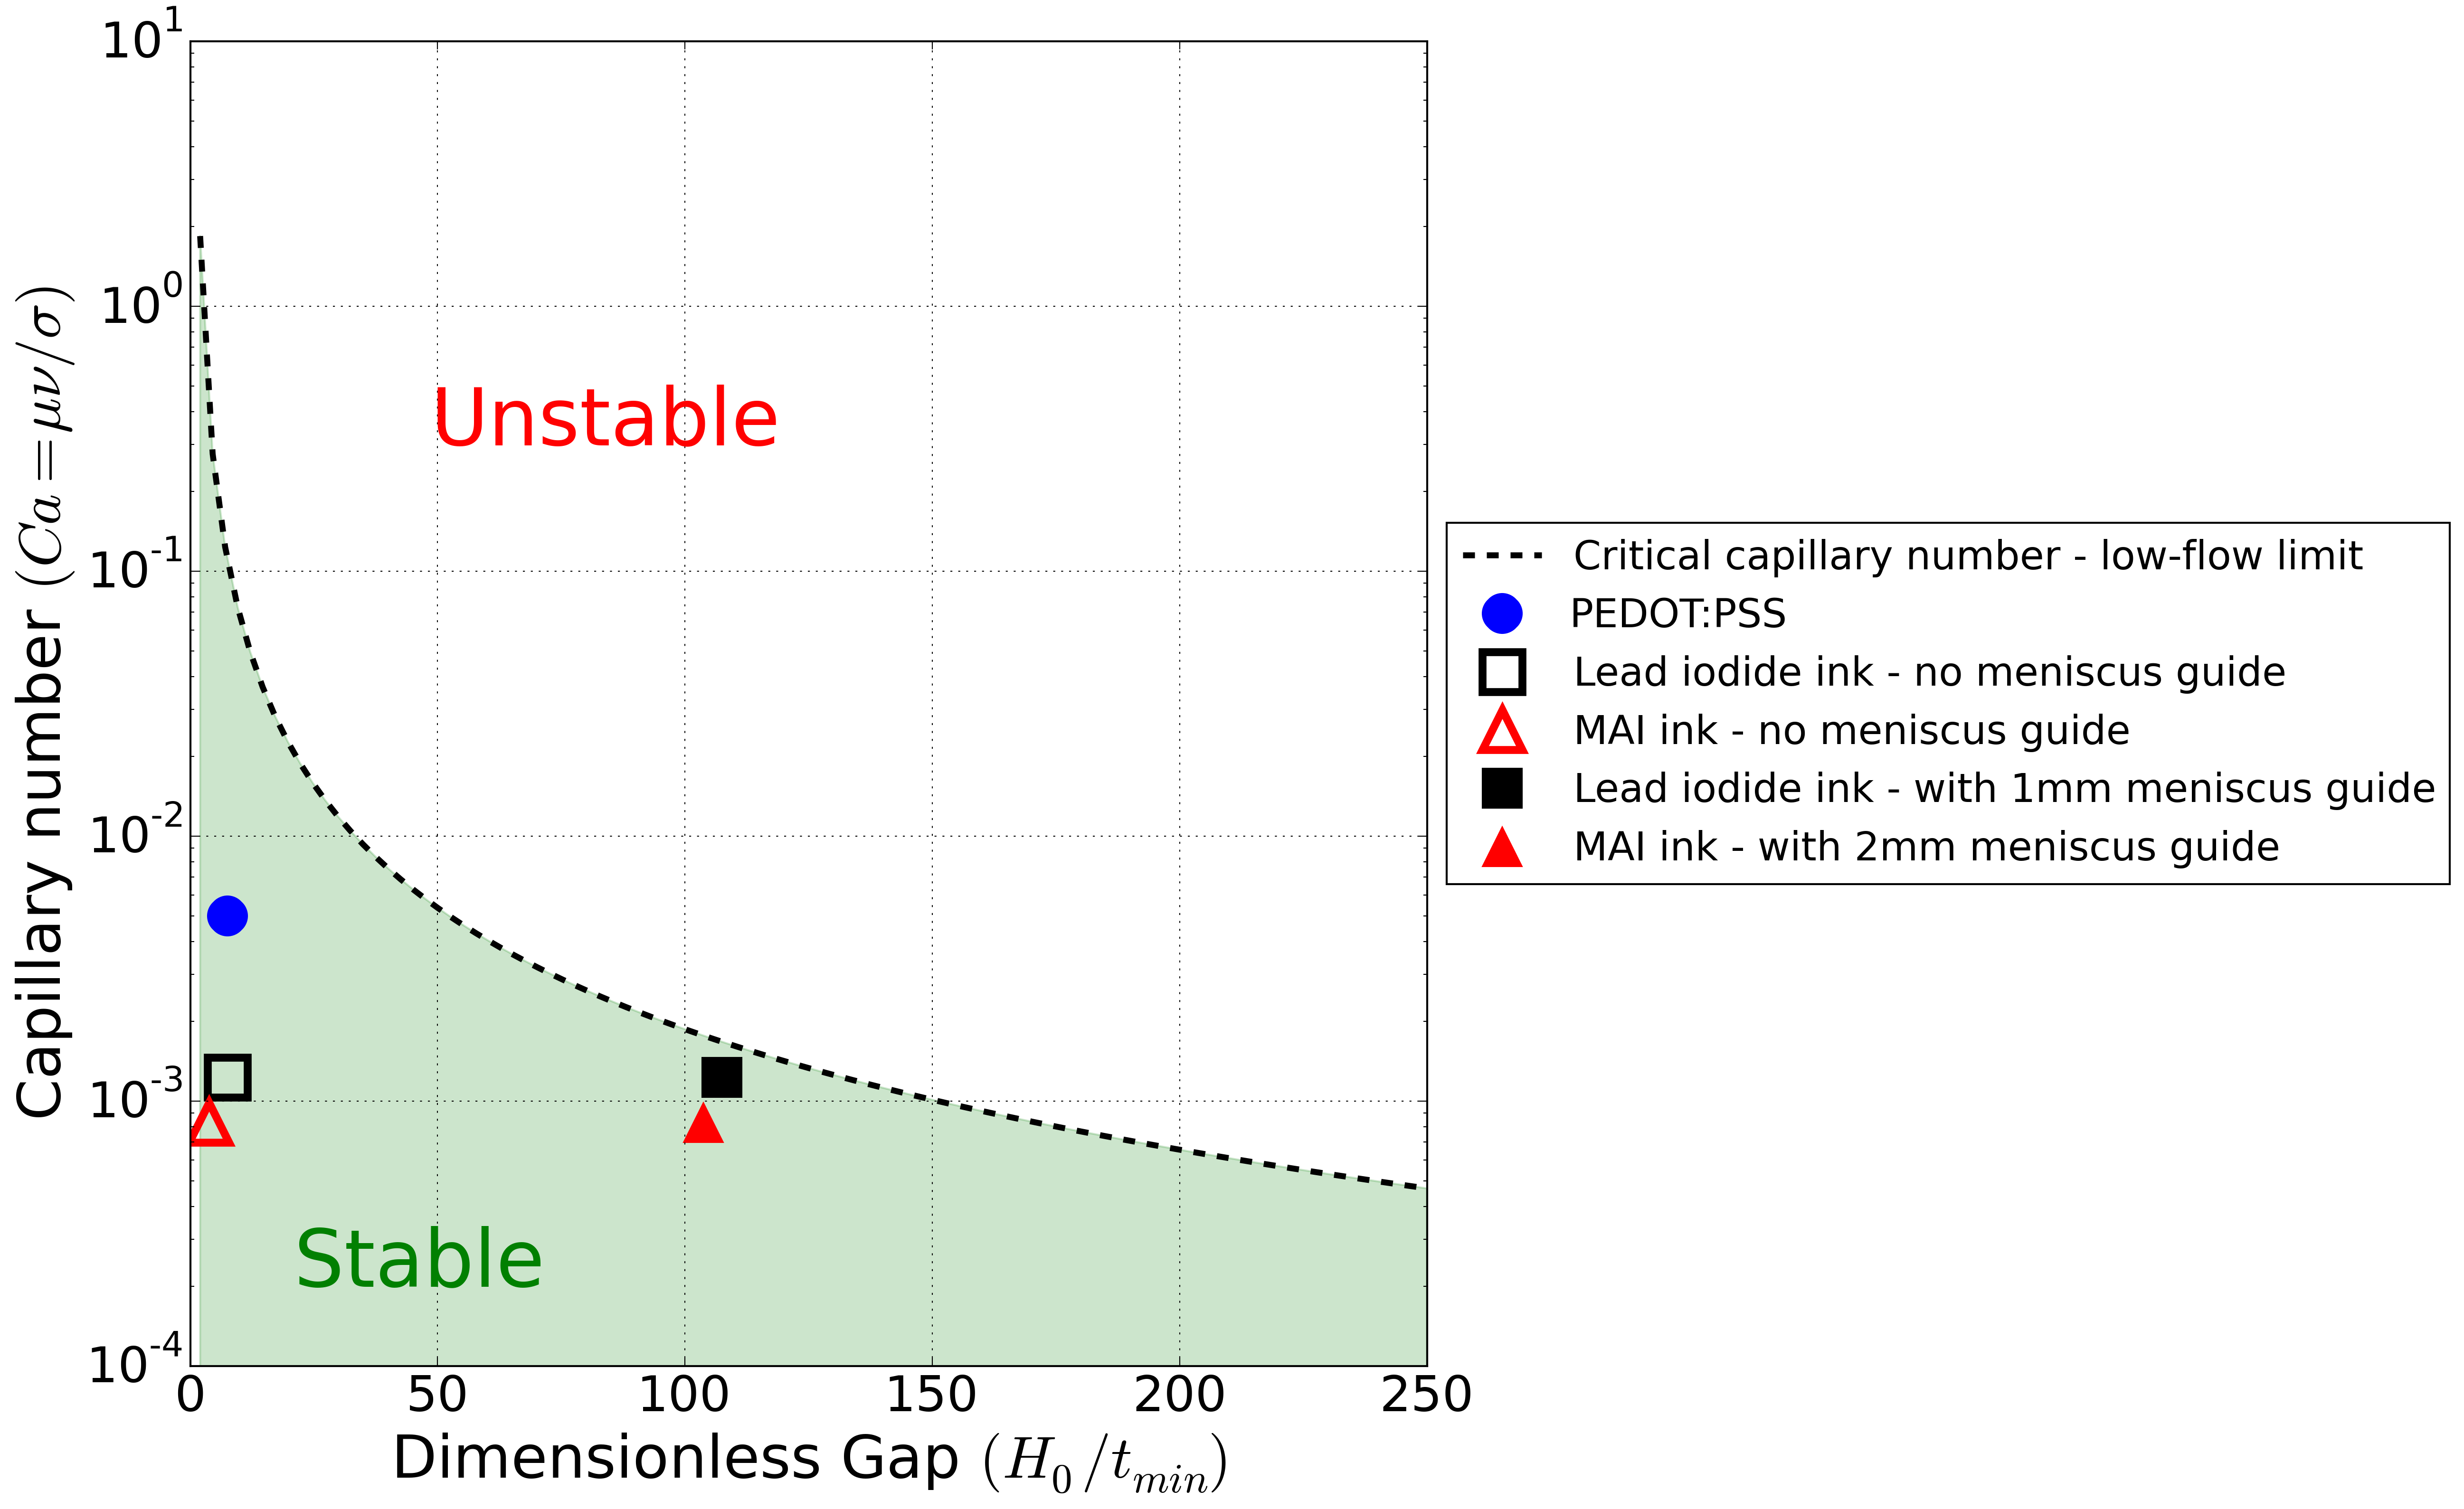 10^1
10^0
10^-1
10^-2
10^-3
10^-4
Capillary number (Ca = μν/σ)
Unstable
Stable
0 50 100 150 200 250
Dimensionless Gap (H_0/t_min)
Critical capillary number - low-flow limit
PEDOT:PSS
Lead iodide ink - no meniscus guide
MAI ink - no meniscus guide
Lead iodide ink - with 1mm meniscus guide
MAI ink - with 2mm meniscus guide